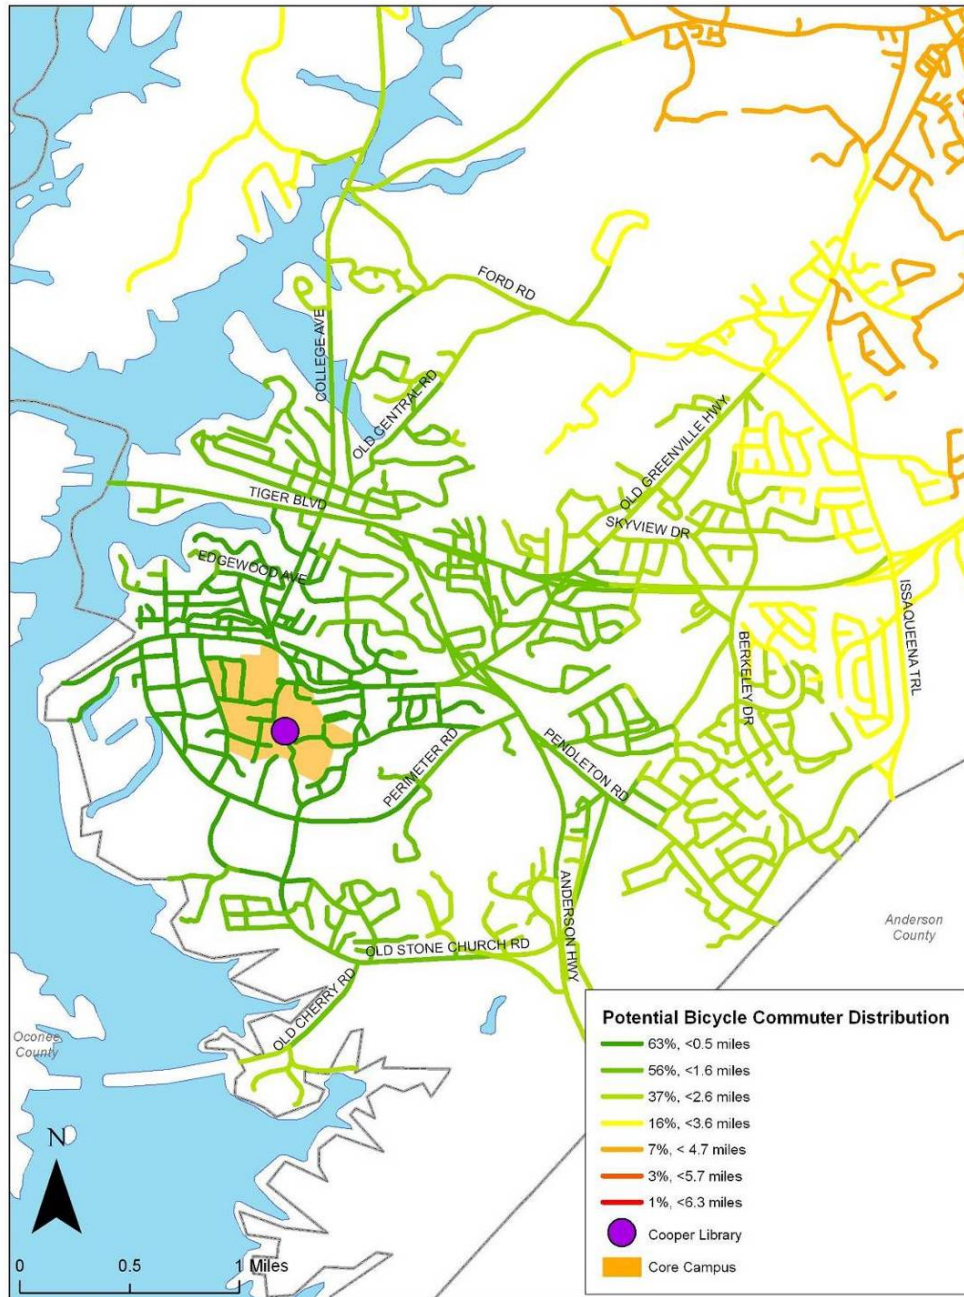 FORD RD
COLLEGE AVE
OLD CENTRAL RD
OLD GREENVILLE HWY
TIGER BLVD
SKYVIEW DR
EDGEWOOD AVE
ISSAQUEENA TRL
BERKELEY DR
PERIMETER RD
PENDLETON RD
ANDERSON HWY
Anderson
County
OLD STONE CHURCH RD
OLD CHERRY RD
Oconee
County
Potential Bicycle Commuter Distribution
63%, <0.5 miles
56%, <1.6 miles
37%, <2.6 miles
16%, <3.6 miles
7%, < 4.7 miles
3%, <5.7 miles
1%, <6.3 miles
Cooper Library
Core Campus
N
0 0.5 1 Miles